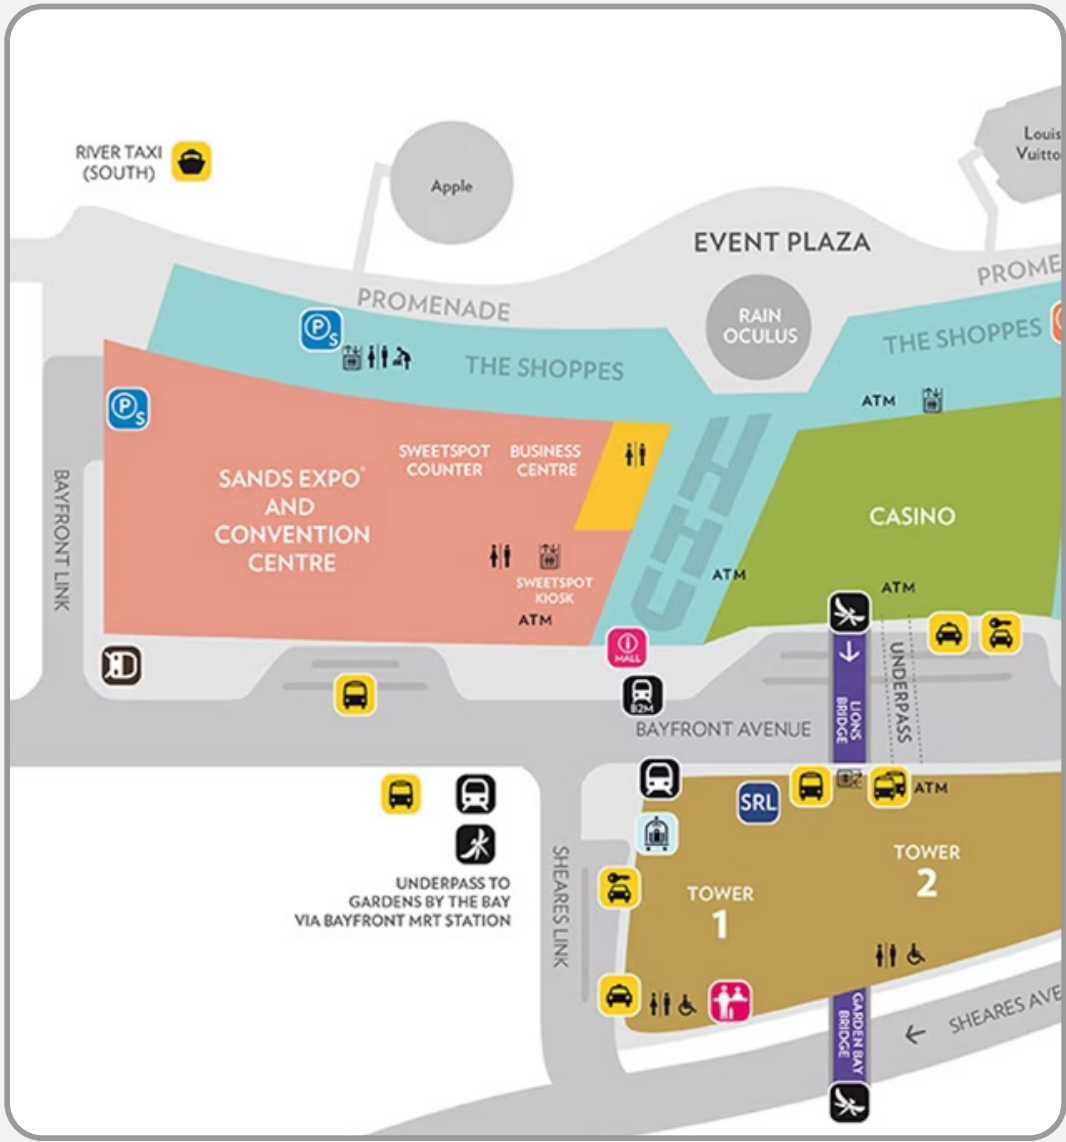 RIVER TAXI
(SOUTH)
Apple
Louis
Vuitto
EVENT PLAZA
PROMENADE
PROME
RAIN
OCULUS
P S
THE SHOPPES
THE SHOPPES
ATM
P S
SWEETSPOT
COUNTER
BUSINESS
CENTRE
SANDS EXPO®
AND
CONVENTION
CENTRE
CASINO
BAYFRONT LINK
SWEETSPOT
KIOSK
ATM
ATM
ATM
MALL
B2M
UNDERPASS
LIONS
BRIDGE
BAYFRONT AVENUE
SRL
ATM
UNDERPASS TO
GARDENS BY THE BAY
VIA BAYFRONT MRT STATION
SHEARES LINK
TOWER
1
TOWER
2
GARDEN BAY
BRIDGE
SHEARES AVE